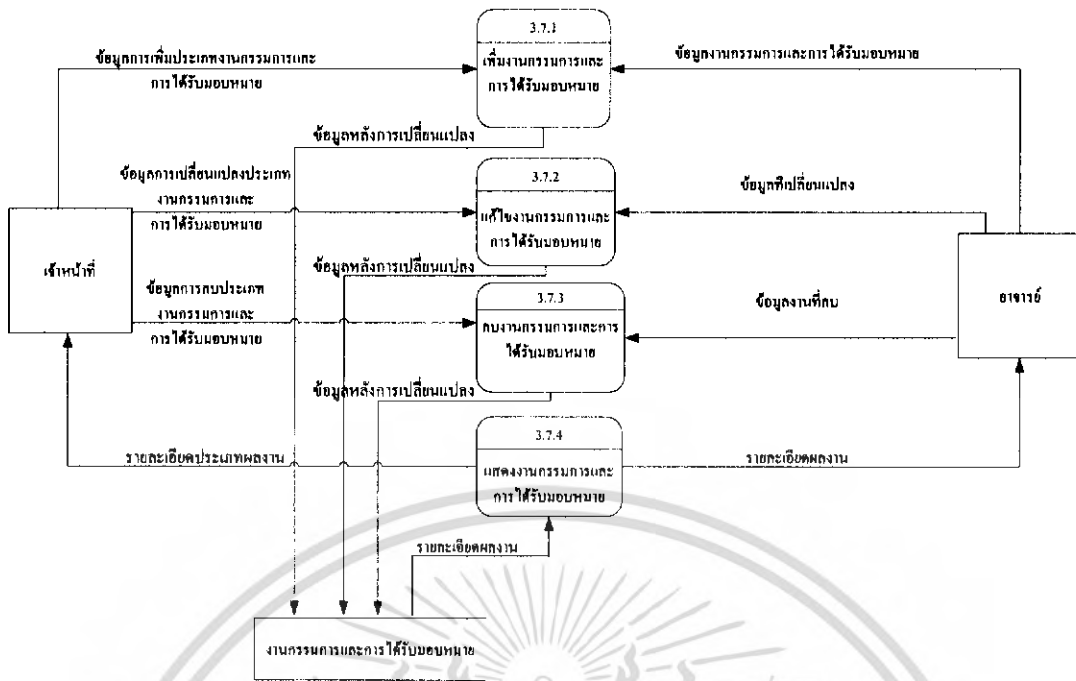 3.7.1
เพิ่มงานกรรมการและ
การได้รับมอบหมาย
ข้อมูลการเพิ่มประเภทงานกรรมการและ
การได้รับมอบหมาย
ข้อมูลงานกรรมการและการได้รับมอบหมาย
ข้อมูลหลังการเปลี่ยนแปลง
ข้อมูลการเปลี่ยนแปลงประเภท
งานกรรมการและ
การได้รับมอบหมาย
3.7.2
แก้ไขงานกรรมการและ
การได้รับมอบหมาย
ข้อมูลที่เปลี่ยนแปลง
เจ้าหน้าที่
อาจารย์
ข้อมูลหลังการเปลี่ยนแปลง
ข้อมูลการลบประเภท
งานกรรมการและ
การได้รับมอบหมาย
3.7.3
ลบงานกรรมการและการ
ได้รับมอบหมาย
ข้อมูลงานที่ลบ
ข้อมูลหลังการเปลี่ยนแปลง
3.7.4
แสดงงานกรรมการและ
การได้รับมอบหมาย
รายละเอียดประเภทผลงาน
รายละเอียดผลงาน
รายละเอียดผลงาน
งานกรรมการและการได้รับมอบหมาย